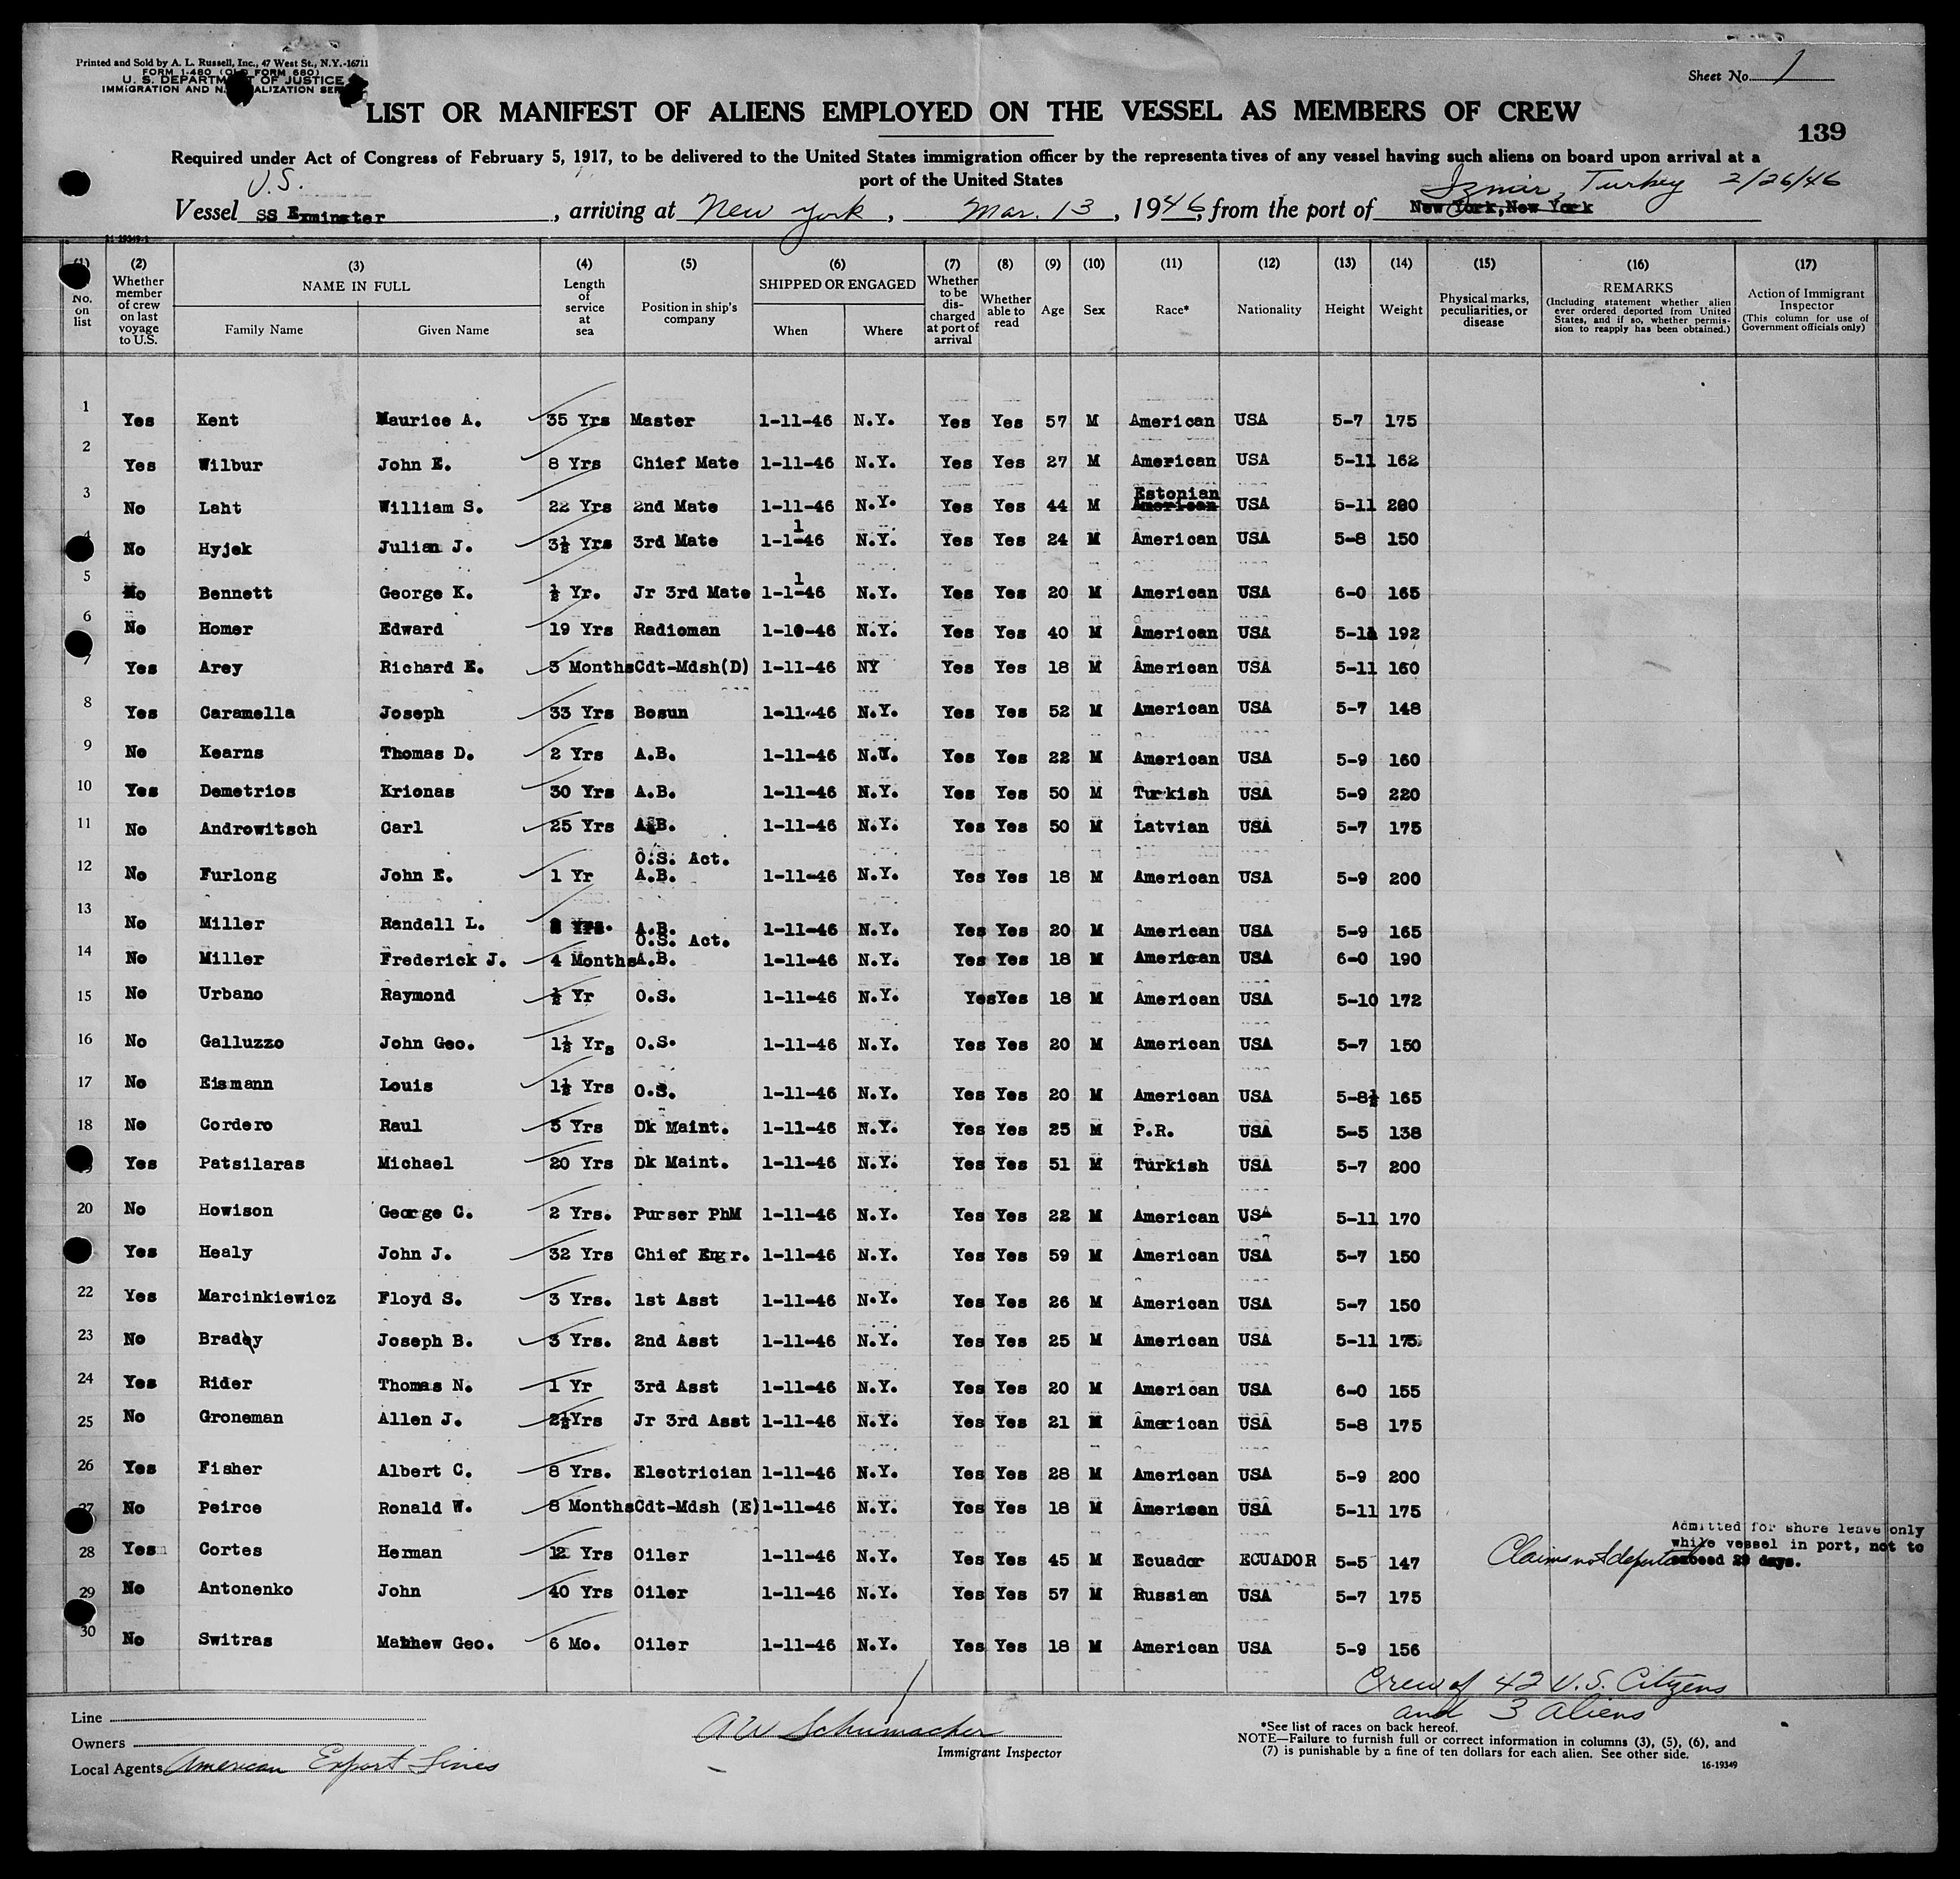 Printed and Sold by A. L. Russell, Inc., 47 West St., N.Y.-16711
FORM 1-480 (OLD FORM 680)
U. S. DEPARTMENT OF JUSTICE
IMMIGRATION AND N ALIZATION SER
Sheet No. 1
LIST OR MANIFEST OF ALIENS EMPLOYED ON THE VESSEL AS MEMBERS OF CREW
139
Required under Act of Congress of February 5, 1917, to be delivered to the United States immigration officer by the representatives of any vessel having such aliens on board upon arrival at a
port of the United States
U.S. Izmir, Turkey 2/26/46
Vessel SS Exminster, arriving at New York, Mar. 13, 1946, from the port of New York, New York
(1) No. on list (2) Whether member of crew on last voyage to U.S. (3) NAME IN FULL Family Name Given Name (4) Length of service at sea (5) Position in ship's company (6) SHIPPED OR ENGAGED When Where (7) Whether to be discharged at port of arrival (8) Whether able to read (9) Age (10) Sex (11) Race* (12) Nationality (13) Height (14) Weight (15) Physical marks, peculiarities, or disease (16) REMARKS (Including statement whether alien ever ordered deported from United States, and if so, whether permission to reapply has been obtained.) (17) Action of Immigrant Inspector (This column for use of Government officials only)
1 Yes Kent Maurice A. 35 Yrs Master 1-11-46 N.Y. Yes Yes 57 M American USA 5-7 175
2 Yes Wilbur John E. 8 Yrs Chief Mate 1-11-46 N.Y. Yes Yes 27 M American USA 5-11 162
3 No Laht William S. 22 Yrs 2nd Mate 1-11-46 N.Y. Yes Yes 44 M Estonian American USA 5-11 200
4 No Hyjek Julian J. 3½ Yrs 3rd Mate 1-11-46 N.Y. Yes Yes 24 M American USA 5-8 150
5 No Bennett George K. ½ Yr. Jr 3rd Mate 1-11-46 N.Y. Yes Yes 20 M American USA 6-0 165
6 No Homer Edward 19 Yrs Radioman 1-10-46 N.Y. Yes Yes 40 M American USA 5-11 192
7 Yes Arey Richard E. 3 Months Cdt-Mdsh(D) 1-11-46 NY Yes Yes 18 M American USA 5-11 160
8 Yes Caramella Joseph 33 Yrs Bosun 1-11-46 N.Y. Yes Yes 52 M American USA 5-7 148
9 No Kearns Thomas D. 2 Yrs A.B. 1-11-46 N.Y. Yes Yes 22 M American USA 5-9 160
10 Yes Demetrios Krionas 30 Yrs A.B. 1-11-46 N.Y. Yes Yes 50 M Turkish USA 5-9 220
11 No Androwitsch Carl 25 Yrs A.B. 1-11-46 N.Y. Yes Yes 50 M Latvian USA 5-7 175
12 No Furlong John E. 1 Yr O.S. Act. A.B. 1-11-46 N.Y. Yes Yes 18 M American USA 5-9 200
13 No Miller Randall L. Yrs. A.B. 1-11-46 N.Y. Yes Yes 20 M American USA 5-9 165
14 No Miller Frederick J. 4 Months O.S. Act. A.B. 1-11-46 N.Y. Yes Yes 18 M American USA 6-0 190
15 No Urbano Raymond ½ Yr O.S. 1-11-46 N.Y. Yes Yes 18 M American USA 5-10 172
16 No Galluzzo John Geo. 1½ Yrs O.S. 1-11-46 N.Y. Yes Yes 20 M American USA 5-7 150
17 No Eismann Louis 1½ Yrs O.S. 1-11-46 N.Y. Yes Yes 20 M American USA 5-8½ 165
18 No Cordero Raul 5 Yrs Dk Maint. 1-11-46 N.Y. Yes Yes 25 M P.R. USA 5-5 138
Yes Patsilaras Michael 20 Yrs Dk Maint. 1-11-46 N.Y. Yes Yes 51 M Turkish USA 5-7 200
20 No Howison George C. 2 Yrs. Purser PhM 1-11-46 N.Y. Yes Yes 22 M American USA 5-11 170
Yes Healy John J. 32 Yrs Chief Engr. 1-11-46 N.Y. Yes Yes 59 M American USA 5-7 150
22 Yes Marcinkiewicz Floyd S. 3 Yrs. 1st Asst 1-11-46 N.Y. Yes Yes 26 M American USA 5-7 150
23 No Bradey Joseph B. 3 Yrs. 2nd Asst 1-11-46 N.Y. Yes Yes 25 M American USA 5-11 175
24 Yes Rider Thomas N. 1 Yr 3rd Asst 1-11-46 N.Y. Yes Yes 20 M American USA 6-0 155
25 No Groneman Allen J. 2½Yrs Jr 3rd Asst 1-11-46 N.Y. Yes Yes 21 M American USA 5-8 175
26 Yes Fisher Albert C. 8 Yrs. Electrician 1-11-46 N.Y. Yes Yes 28 M American USA 5-9 200
27 No Peirce Ronald W. 8 Months Cdt-Mdsh (E) 1-11-46 N.Y. Yes Yes 18 M American USA 5-11 175
28 Yes Cortes Herman 12 Yrs Oiler 1-11-46 N.Y. Yes Yes 45 M Ecuador ECUADOR 5-5 147 Claims not deported Admitted for shore leave only while vessel in port, not to exceed 29 days.
29 No Antonenko John 40 Yrs Oiler 1-11-46 N.Y. Yes Yes 57 M Russian USA 5-7 175
30 No Switras Mathhew Geo. 6 Mo. Oiler 1-11-46 N.Y. Yes Yes 18 M American USA 5-9 156
Crew of 42 U.S. Citizens
and 3 aliens
Line
Owners
Local Agents American Export Lines
A W Schumacher
Immigrant Inspector
*See list of races on back hereof.
NOTE—Failure to furnish full or correct information in columns (3), (5), (6), and
(7) is punishable by a fine of ten dollars for each alien. See other side.
16-19349